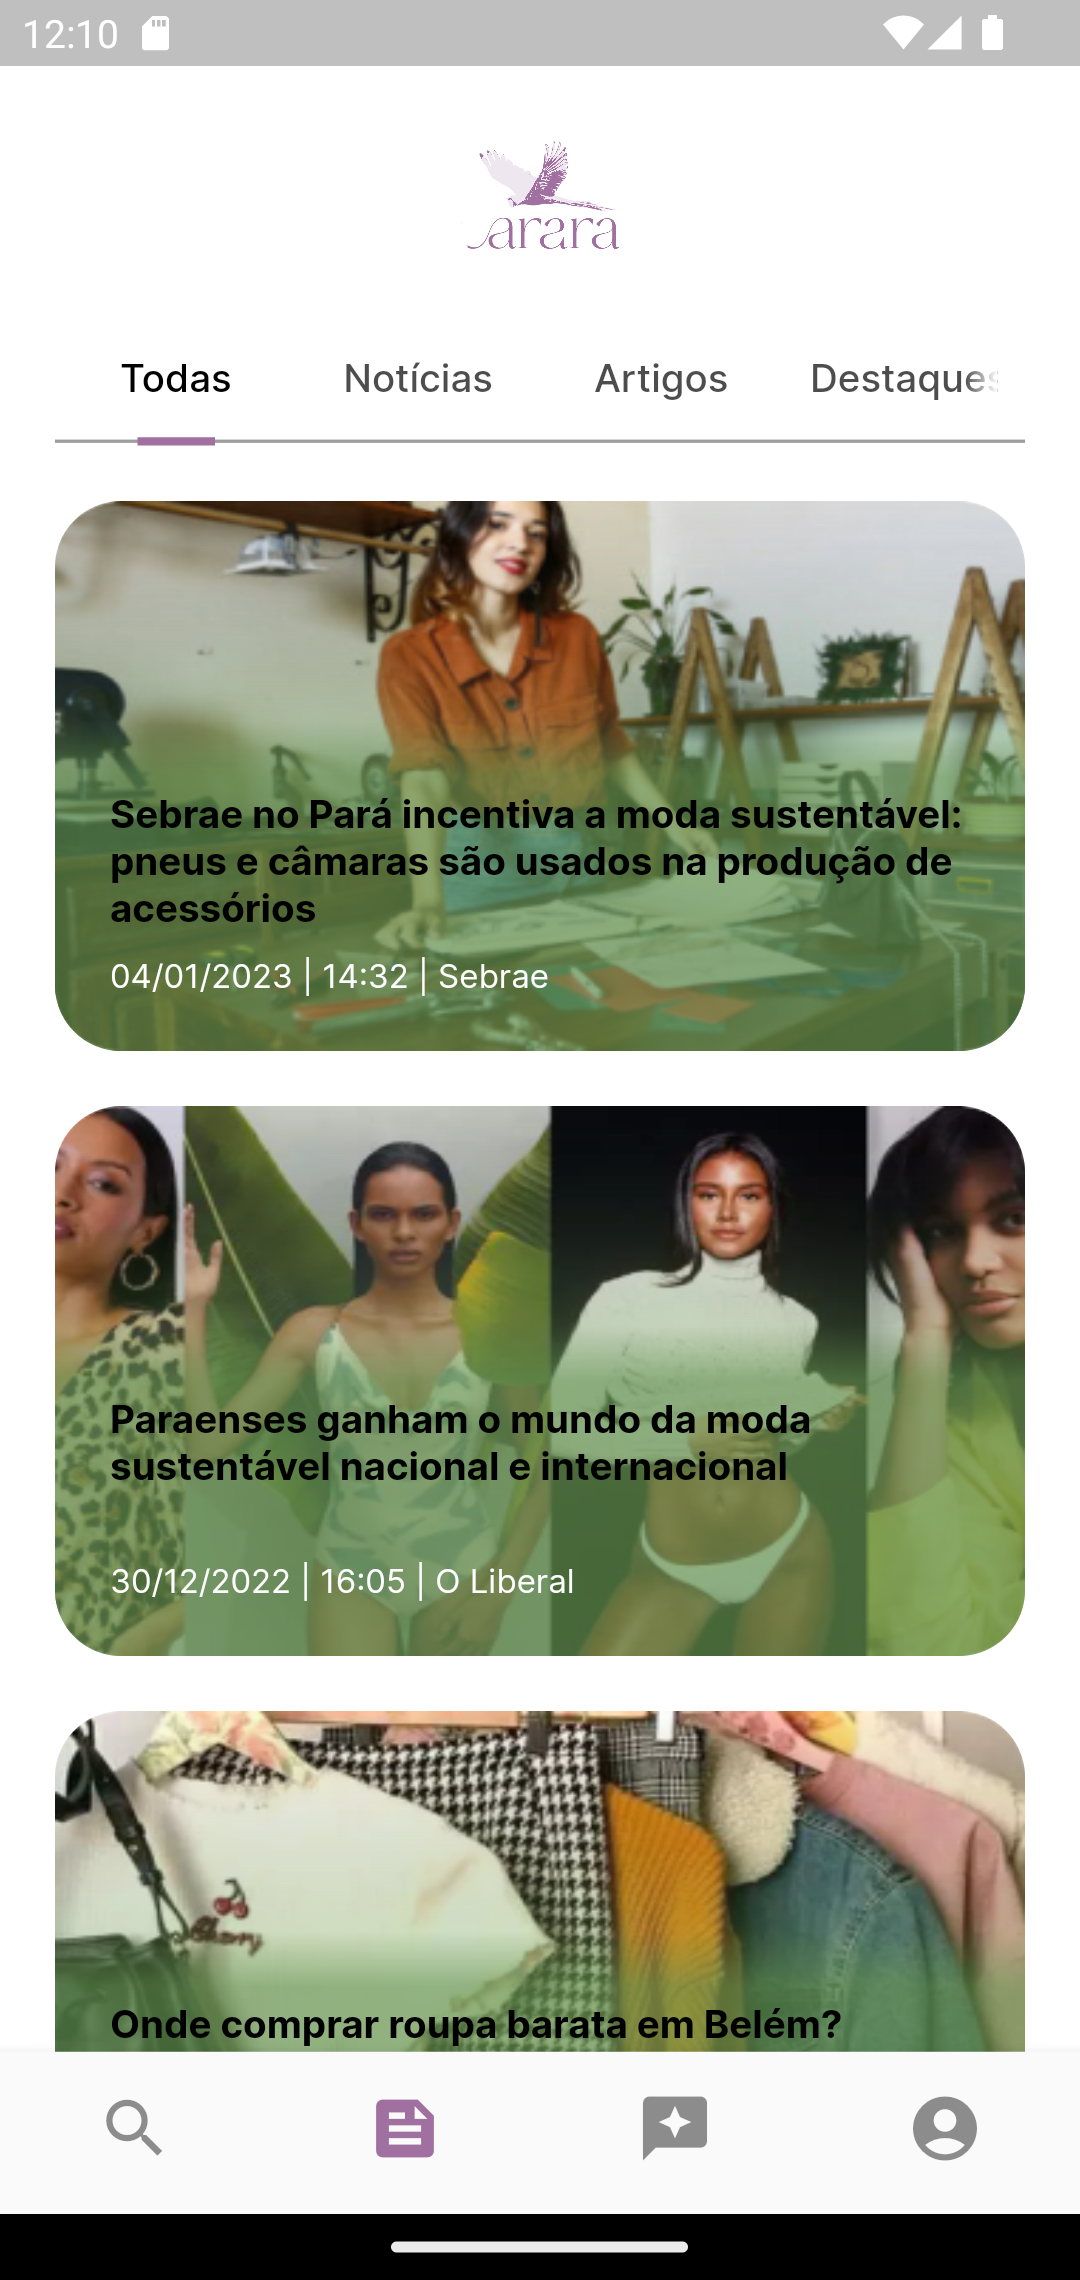 12:10
arara
Todas
Notícias
Artigos
Destaques
Sebrae no Pará incentiva a moda sustentável:
pneus e câmaras são usados na produção de
acessórios
04/01/2023 | 14:32 | Sebrae
Paraenses ganham o mundo da moda
sustentável nacional e internacional
30/12/2022 | 16:05 | O Liberal
Cherry
Onde comprar roupa barata em Belém?